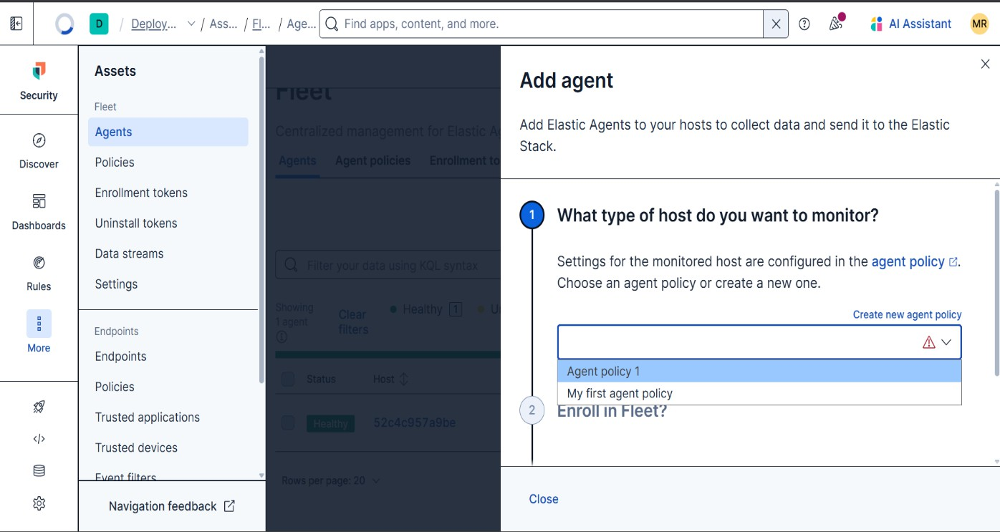 D / Deploy... / Ass... / Fl... / Age... Find apps, content, and more. AI Assistant MR
Security
Discover
Dashboards
Rules
More
Assets
Fleet
Agents
Policies
Enrollment tokens
Uninstall tokens
Data streams
Settings
Endpoints
Endpoints
Policies
Trusted applications
Trusted devices
Event filters
Navigation feedback
Fleet
Centralized management for Elastic Ag
Agents Agent policies Enrollment to
Filter your data using KQL syntax
Showing
1 agent
Clear
filters
Healthy 1 U
Status Host
Healthy 52c4c957a9be
Rows per page: 20
Add agent
Add Elastic Agents to your hosts to collect data and send it to the Elastic
Stack.
1 What type of host do you want to monitor?
Settings for the monitored host are configured in the agent policy.
Choose an agent policy or create a new one.
Create new agent policy
Agent policy 1
My first agent policy
2 Enroll in Fleet?
Close